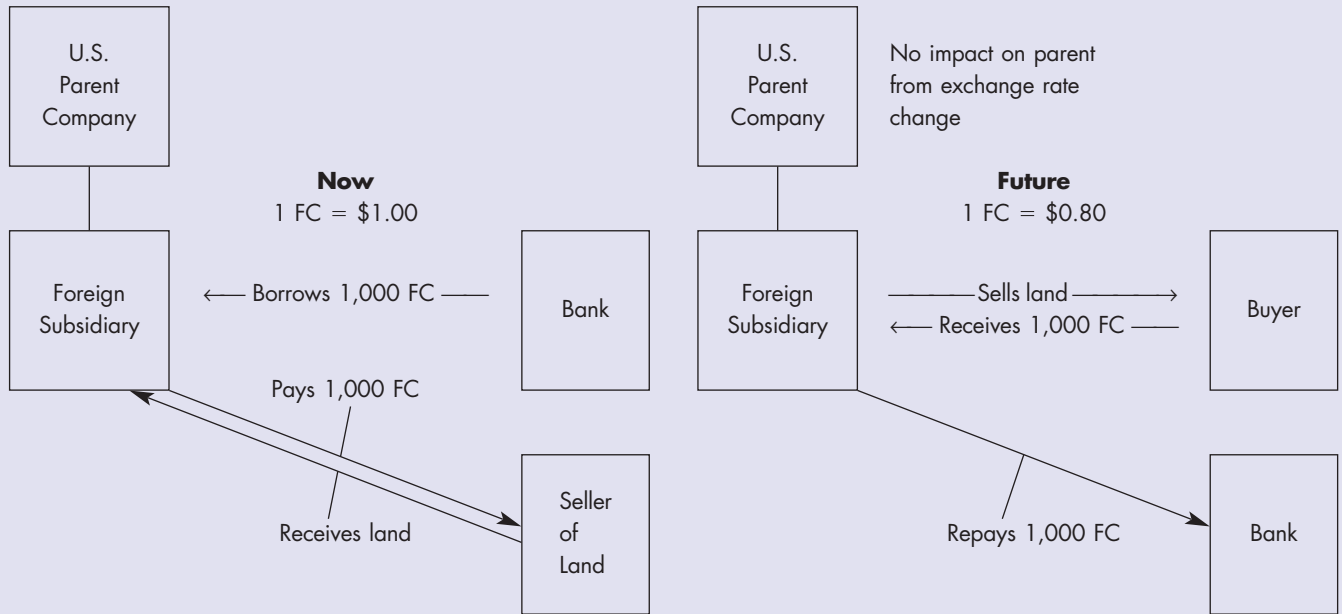 U.S.
Parent
Company
Now
1 FC = $1.00
Foreign
Subsidiary
Borrows 1,000 FC
Bank
Pays 1,000 FC
Receives land
Seller
of
Land
U.S.
Parent
Company
No impact on parent
from exchange rate
change
Future
1 FC = $0.80
Foreign
Subsidiary
Sells land
Receives 1,000 FC
Buyer
Repays 1,000 FC
Bank